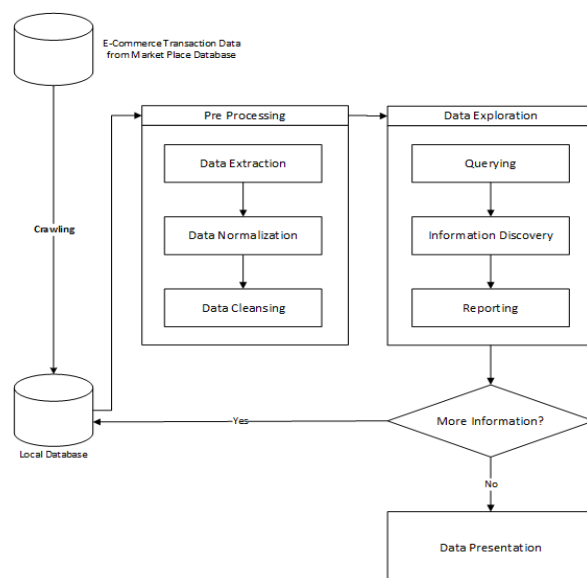 E-Commerce Transaction Data
from Market Place Database
Pre Processing
Data Exploration
Data Extraction
Querying
Crawling
Data Normalization
Information Discovery
Data Cleansing
Reporting
Yes
More Information?
Local Database
No
Data Presentation